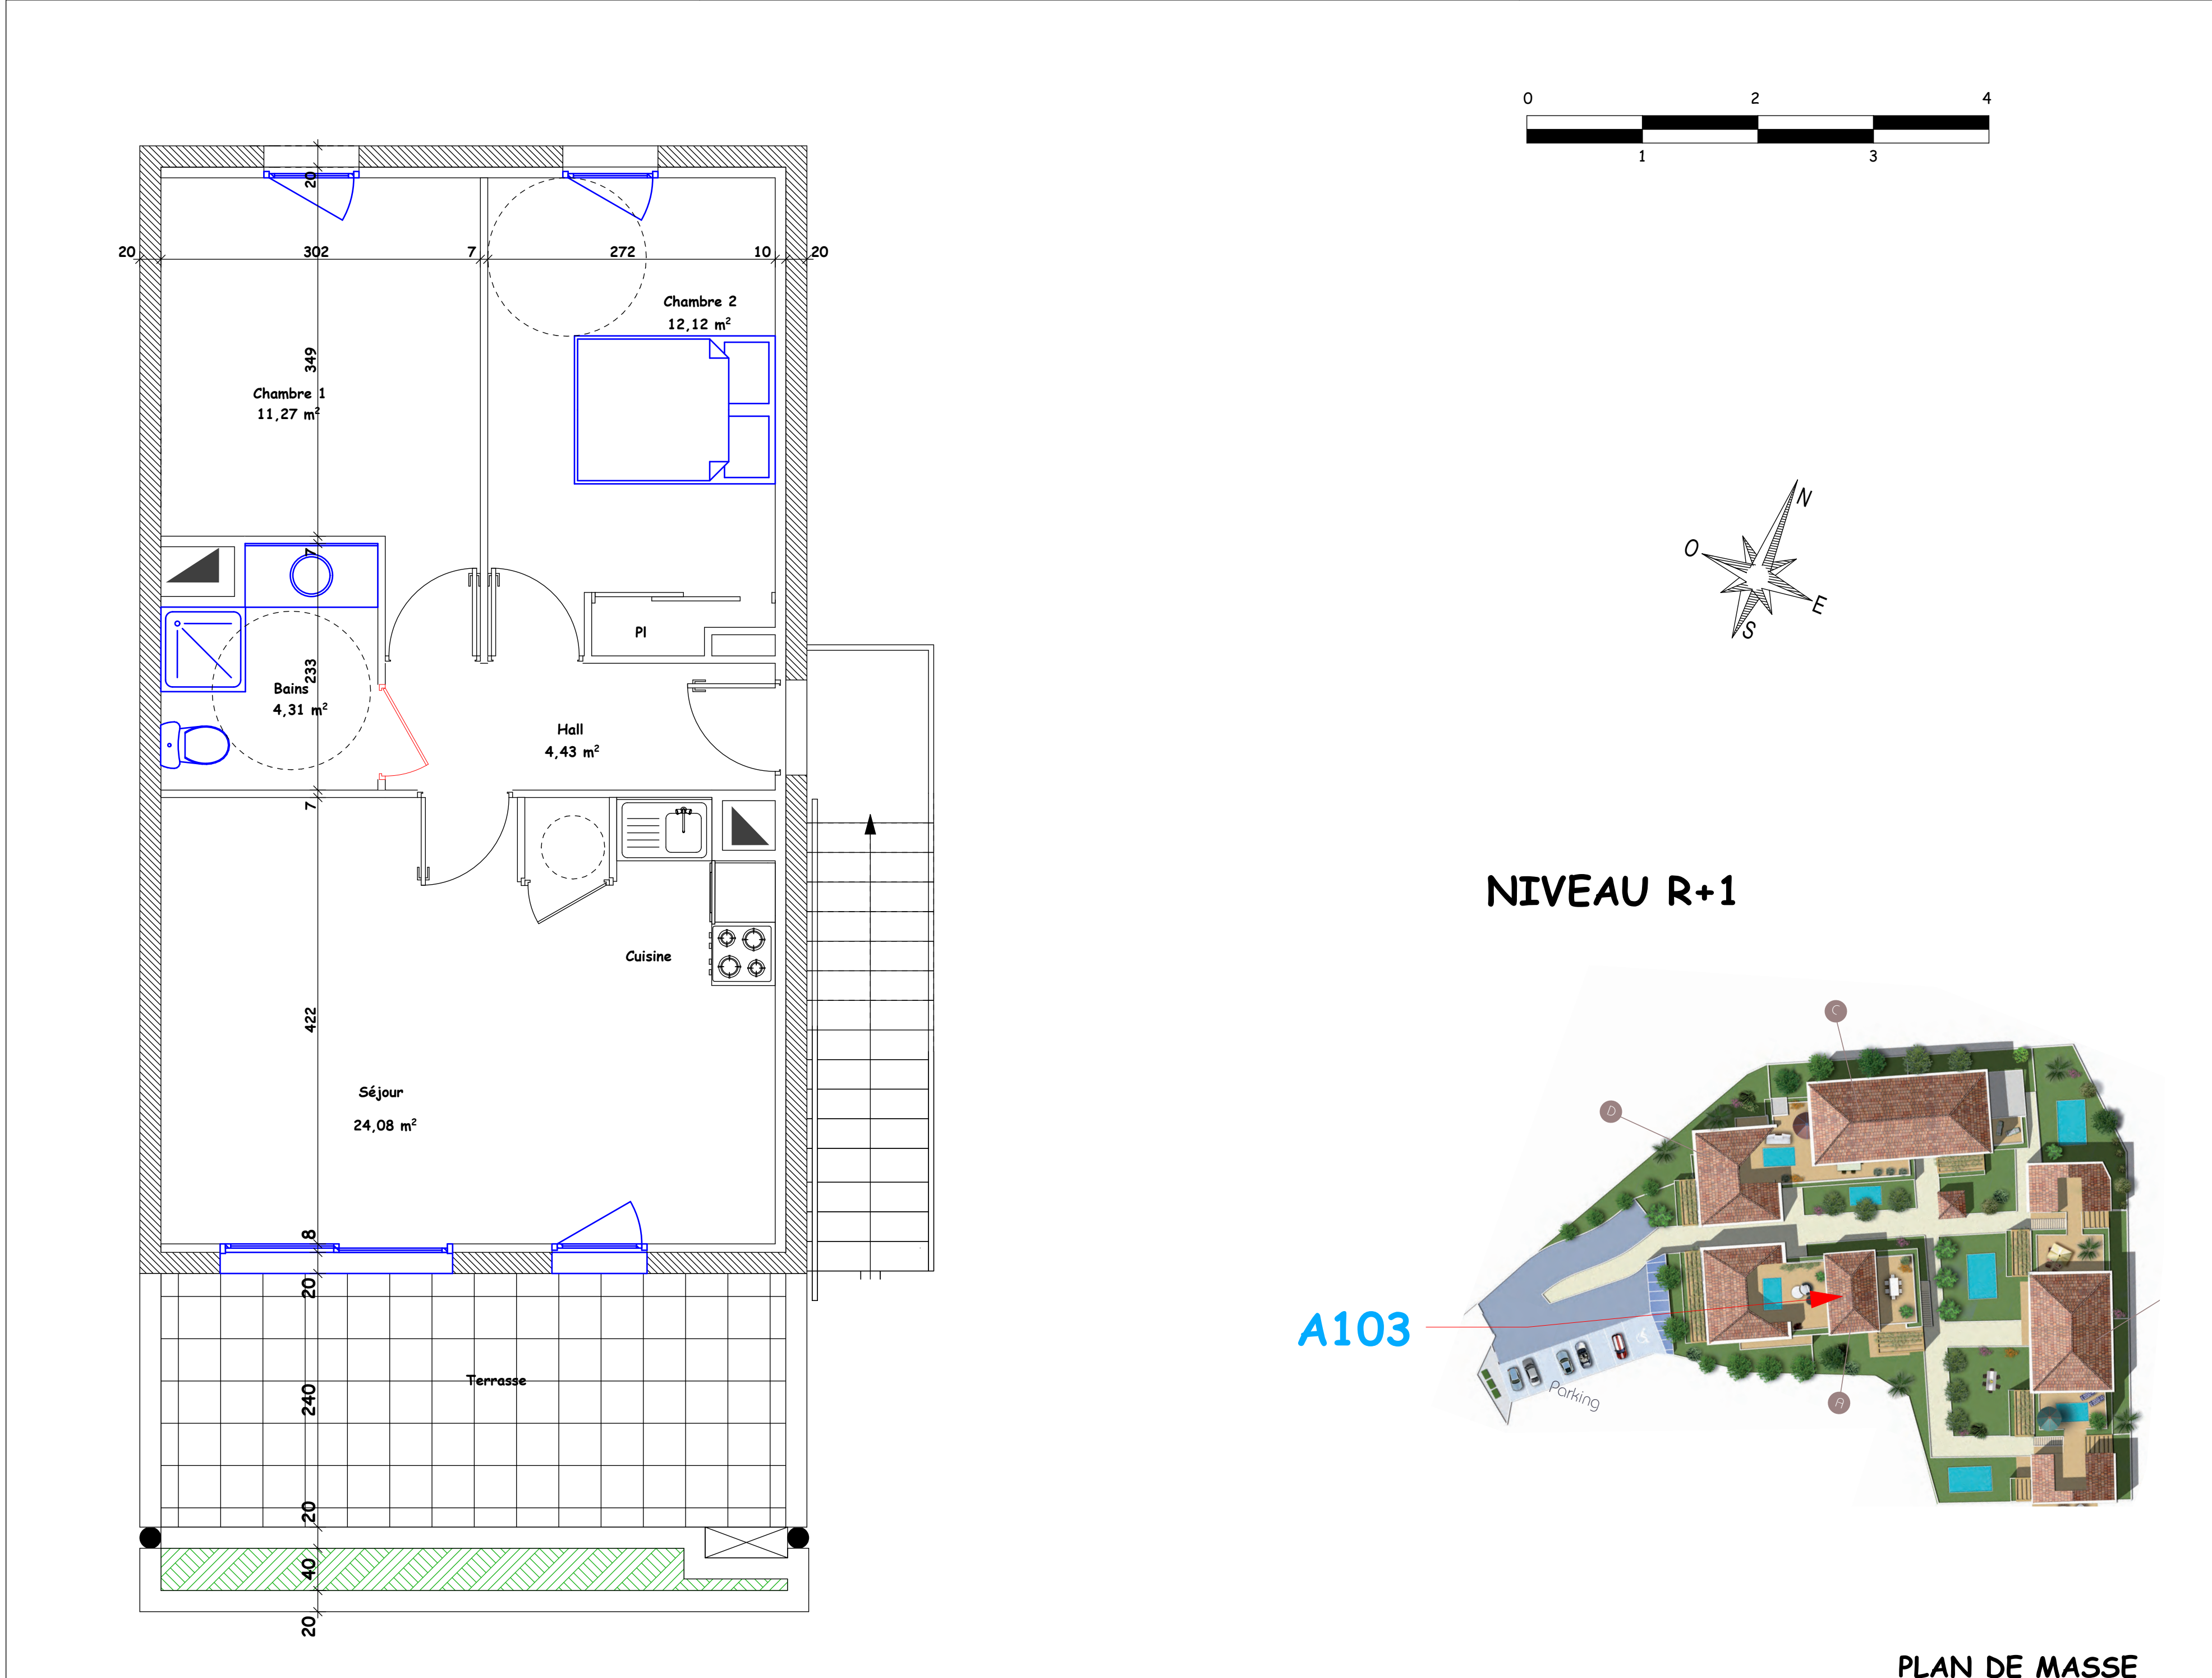 0 2 4
1 3
20
20 302 7 272 10 20
Chambre 2
12,12 m²
349
Chambre 1
11,27 m²
N
O
E
S
7
Pl
233
Bains
4,31 m²
Hall
4,43 m²
7
NIVEAU R+1
Cuisine
422
Séjour
24,08 m²
C
D
8
20
A103
Terrasse
240
Parking
A
20
40
20
PLAN DE MASSE